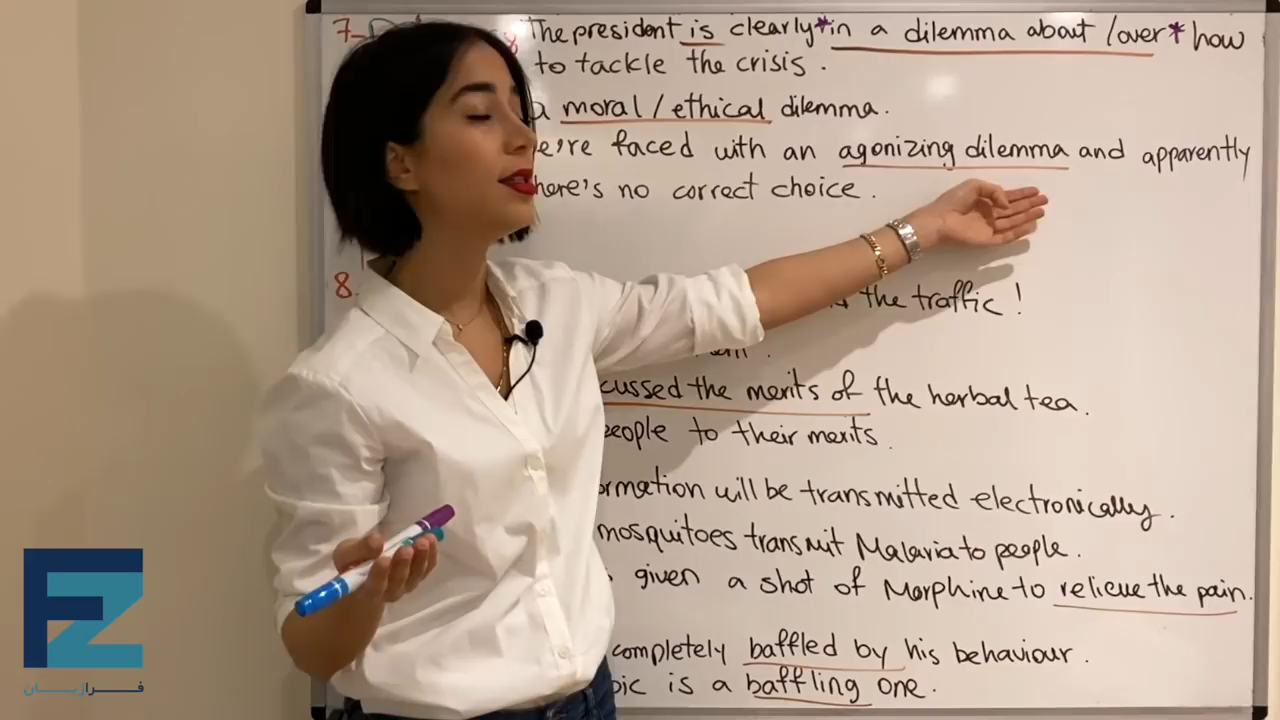 7-
The president is clearly *in a dilemma about / over * how
to tackle the crisis.
a moral / ethical dilemma.
e're faced with an agonizing dilemma and apparently
here's no correct choice.
8.
the traffic!
cussed the merits of the herbal tea.
people to their merits.
ormation will be transmitted electronically.
mosquitoes transmit Malaria to people.
given a shot of Morphine to relieve the pain.
completely baffled by his behaviour.
pic is a baffling one.
FZ
فرازبان